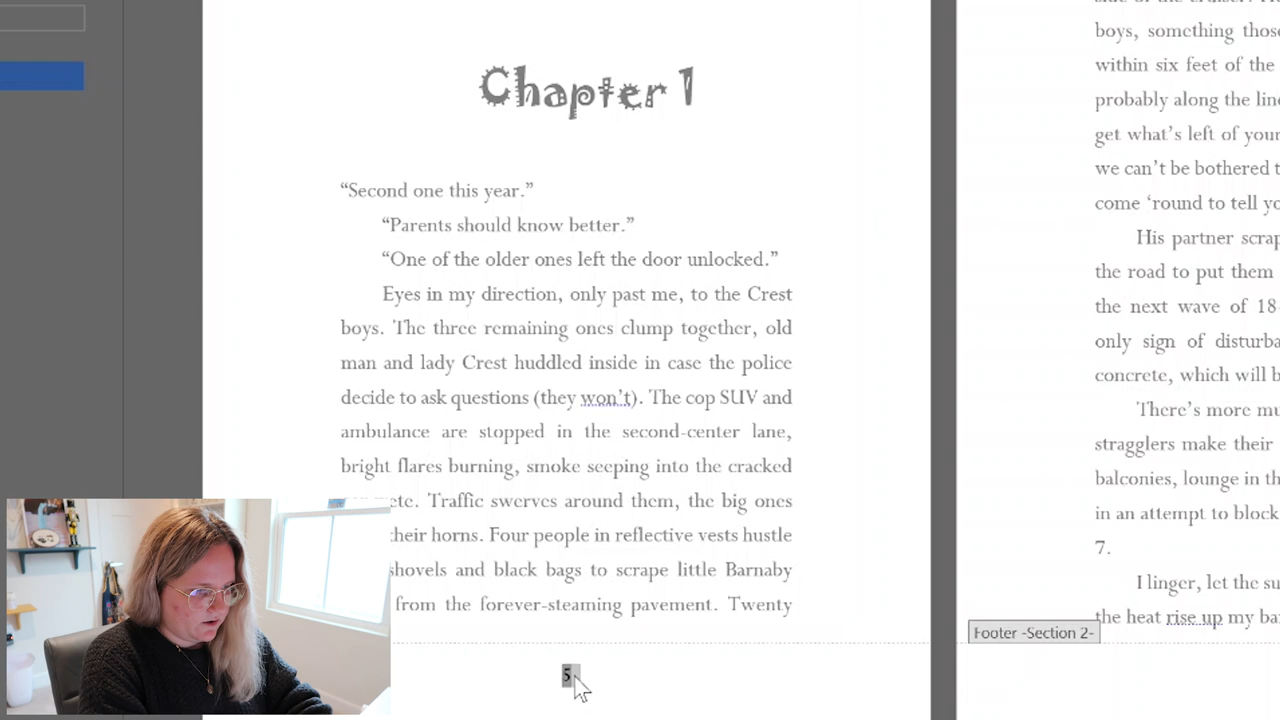 Chapter 1
“Second one this year.”
“Parents should know better.”
“One of the older ones left the door unlocked.”
Eyes in my direction, only past me, to the Crest
boys. The three remaining ones clump together, old
man and lady Crest huddled inside in case the police
decide to ask questions (they won’t). The cop SUV and
ambulance are stopped in the second-center lane,
bright flares burning, smoke seeping into the cracked
Traffic swerves around them, the big ones
their horns. Four people in reflective vests hustle
shovels and black bags to scrape little Barnaby
from the forever-steaming pavement. Twenty
5
boys, something those
within six feet of the
probably along the line
get what’s left of your
we can’t be bothered t
come ‘round to tell yo
His partner scrap
the road to put them
the next wave of 18-
only sign of disturba
concrete, which will b
There’s more mu
stragglers make their
balconies, lounge in th
in an attempt to block
7.
I linger, let the su
the heat rise up my ba
Footer -Section 2-